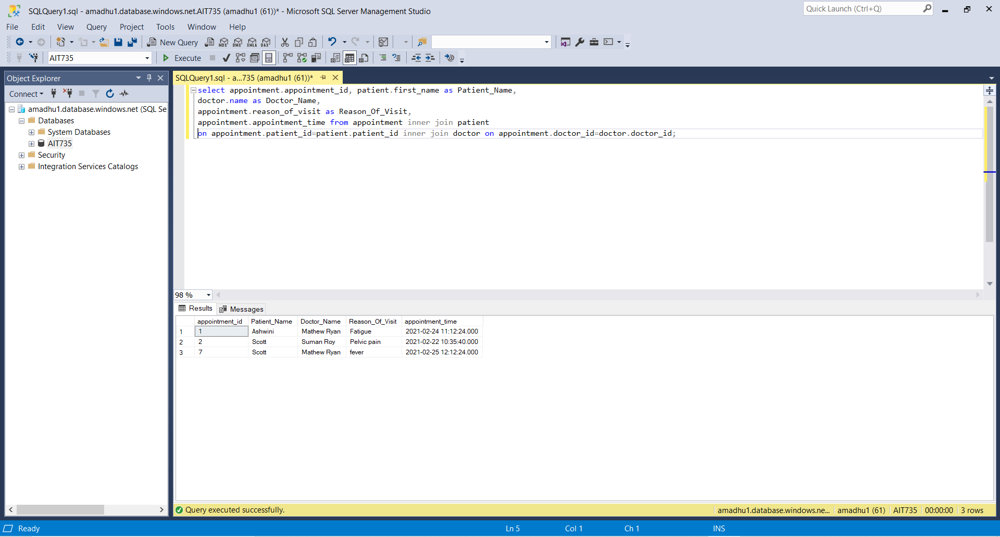 SQLQuery1.sql - amadhu1.database.windows.net.AIT735 (amadhu1 (61))* - Microsoft SQL Server Management Studio
Quick Launch (Ctrl+Q)
File Edit View Query Project Tools Window Help
New Query MDX DMX XMLA DAX
AIT735 Execute
Object Explorer
Connect
amadhu1.database.windows.net (SQL Se
Databases
System Databases
AIT735
Security
Integration Services Catalogs
SQLQuery1.sql - a...735 (amadhu1 (61))*
select appointment.appointment_id, patient.first_name as Patient_Name,
doctor.name as Doctor_Name,
appointment.reason_of_visit as Reason_Of_Visit,
appointment.appointment_time from appointment inner join patient
on appointment.patient_id=patient.patient_id inner join doctor on appointment.doctor_id=doctor.doctor_id;
98 %
Results Messages
appointment_id Patient_Name Doctor_Name Reason_Of_Visit appointment_time
1 1 Ashwini Mathew Ryan Fatigue 2021-02-24 11:12:24.000
2 2 Scott Suman Roy Pelvic pain 2021-02-22 10:35:40.000
3 7 Scott Mathew Ryan fever 2021-02-25 12:12:24.000
Query executed successfully. amadhu1.database.windows.ne... amadhu1 (61) AIT735 00:00:00 3 rows
Ready Ln 5 Col 1 Ch 1 INS